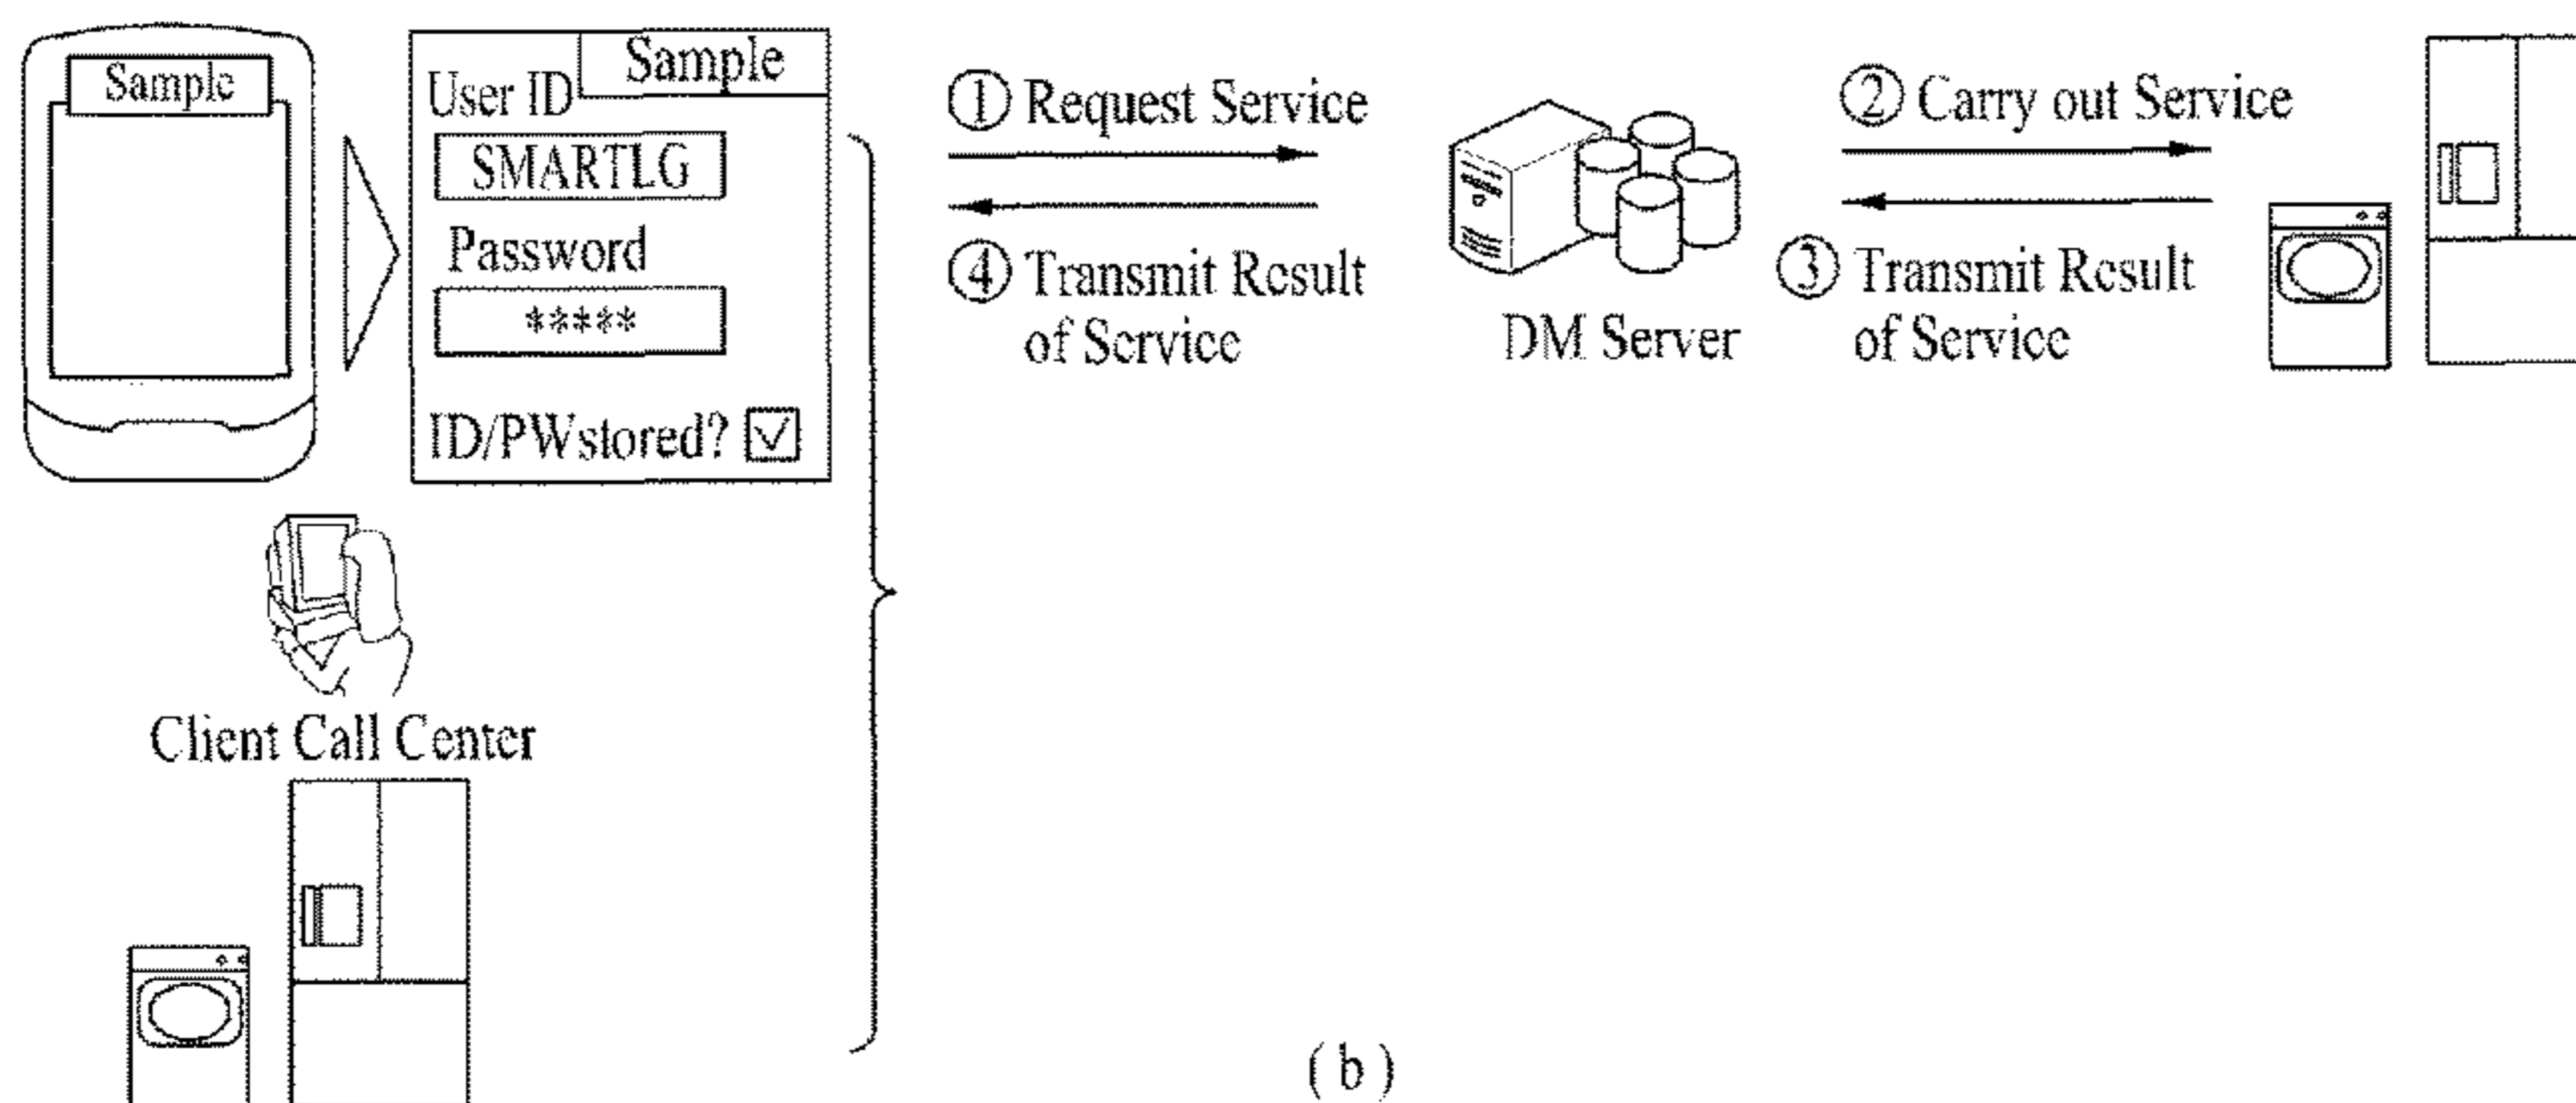 Sample
Sample
User ID
SMARTLG
Password
*****
ID/PWstored?
Client Call Center
① Request Service
④ Transmit Result
of Service
DM Server
② Carry out Service
③ Transmit Result
of Service
( b )